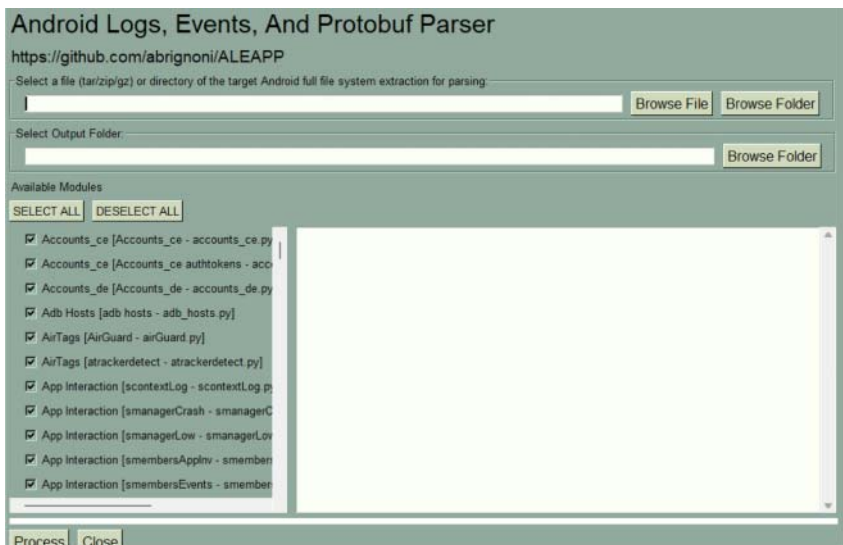 Android Logs, Events, And Protobuf Parser
https://github.com/abrignoni/ALEAPP
Select a file (tar/zip/gz) or directory of the target Android full file system extraction for parsing:
Browse File Browse Folder
Select Output Folder:
Browse Folder
Available Modules
SELECT ALL DESELECT ALL
Accounts_ce [Accounts_ce - accounts_ce.py
Accounts_ce [Accounts_ce authtokens - acc
Accounts_de [Accounts_de - accounts_de.py
Adb Hosts [adb hosts - adb_hosts.py]
AirTags [AirGuard - airGuard.py]
AirTags [atrackerdetect - atrackerdetect.py]
App Interaction [scontextLog - scontextLog.py
App Interaction [smanagerCrash - smanagerC
App Interaction [smanagerLow - smanagerLow
App Interaction [smembersAppInv - smember
App Interaction [smembersEvents - smember
Process Close